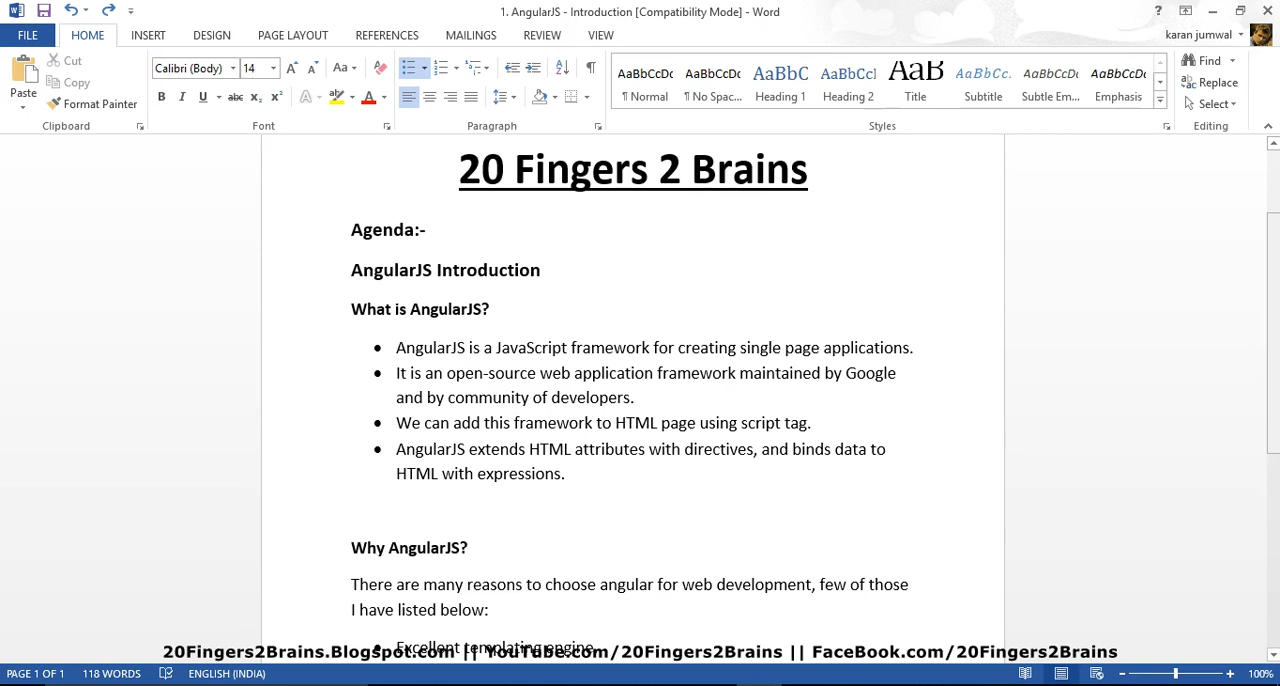 1. AngularJS - Introduction [Compatibility Mode] - Word
?
FILE HOME INSERT DESIGN PAGE LAYOUT REFERENCES MAILINGS REVIEW VIEW karan jumwal
Paste
Cut
Copy
Format Painter
Clipboard
Calibri (Body) 14
Font
Paragraph
AaBbCcDc AaBbCcDc AaBbC AaBbCcI AaB AaBbCc. AaBbCcDc AaBbCcDc
¶ Normal ¶ No Spac... Heading 1 Heading 2 Title Subtitle Subtle Em... Emphasis
Styles
Find
Replace
Select
Editing
20 Fingers 2 Brains
Agenda:-
AngularJS Introduction
What is AngularJS?
• AngularJS is a JavaScript framework for creating single page applications.
• It is an open-source web application framework maintained by Google
and by community of developers.
• We can add this framework to HTML page using script tag.
• AngularJS extends HTML attributes with directives, and binds data to
HTML with expressions.
Why AngularJS?
There are many reasons to choose angular for web development, few of those
I have listed below:
• Excellent templating engine
20Fingers2Brains.Blogspot.com || YouTube.com/20Fingers2Brains || FaceBook.com/20Fingers2Brains
PAGE 1 OF 1 118 WORDS ENGLISH (INDIA) 100%